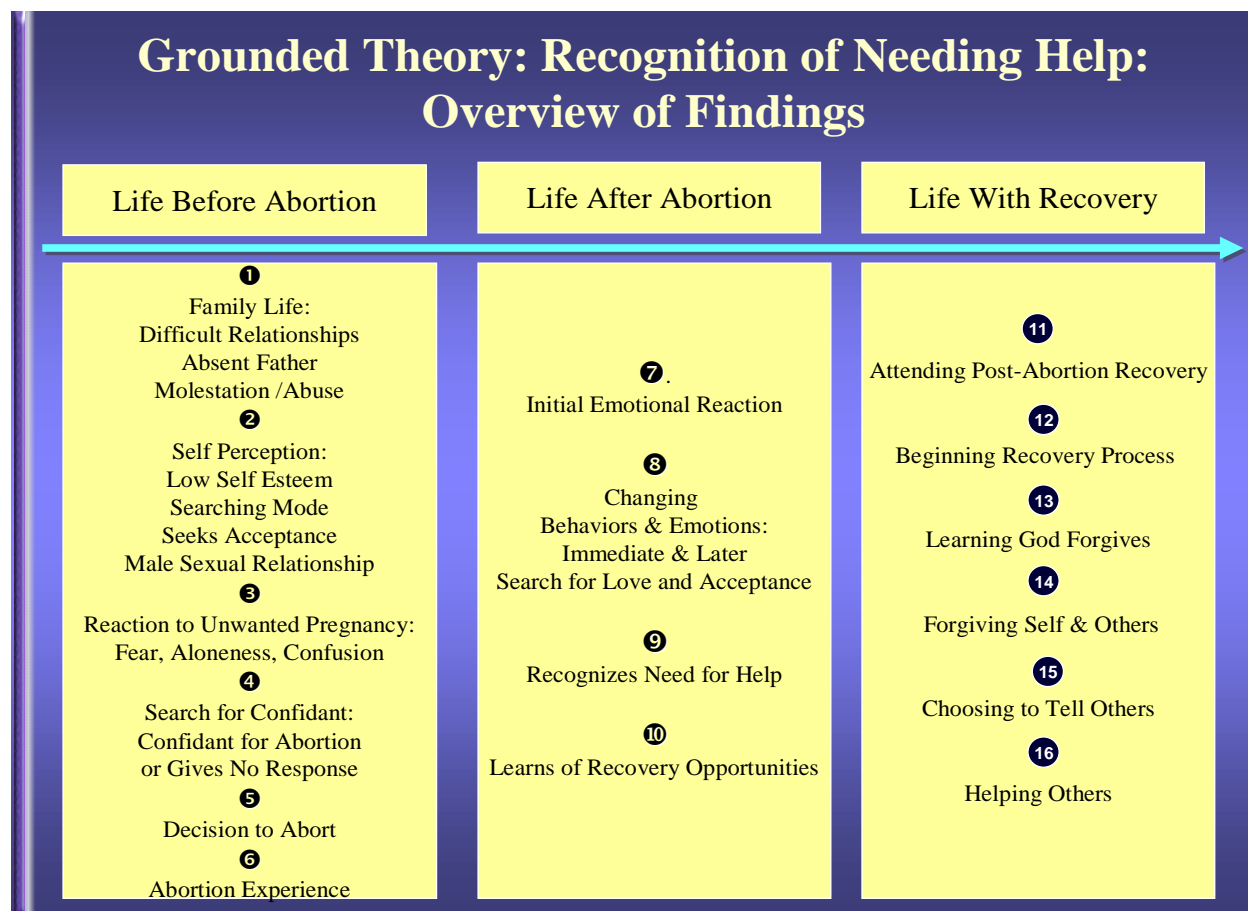 Grounded Theory: Recognition of Needing Help:
Overview of Findings
Life Before Abortion
Life After Abortion
Life With Recovery
❶
Family Life:
Difficult Relationships
Absent Father
Molestation /Abuse
❷
Self Perception:
Low Self Esteem
Searching Mode
Seeks Acceptance
Male Sexual Relationship
❸
Reaction to Unwanted Pregnancy:
Fear, Aloneness, Confusion
❹
Search for Confidant:
Confidant for Abortion
or Gives No Response
❺
Decision to Abort
❻
Abortion Experience
❼.
Initial Emotional Reaction
❽
Changing
Behaviors & Emotions:
Immediate & Later
Search for Love and Acceptance
❾
Recognizes Need for Help
❿
Learns of Recovery Opportunities
11
Attending Post-Abortion Recovery
12
Beginning Recovery Process
13
Learning God Forgives
14
Forgiving Self & Others
15
Choosing to Tell Others
16
Helping Others